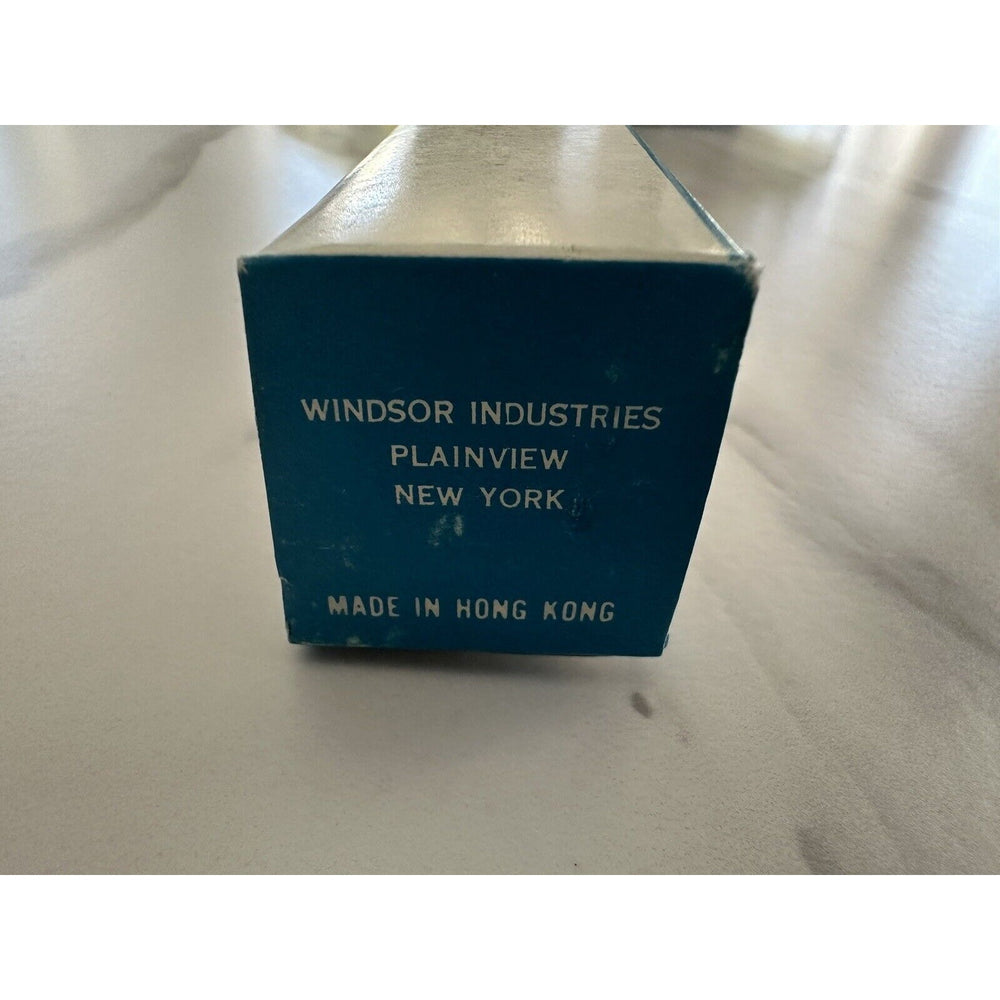 WINDSOR INDUSTRIES
PLAINVIEW
NEW YORK
MADE IN HONG KONG